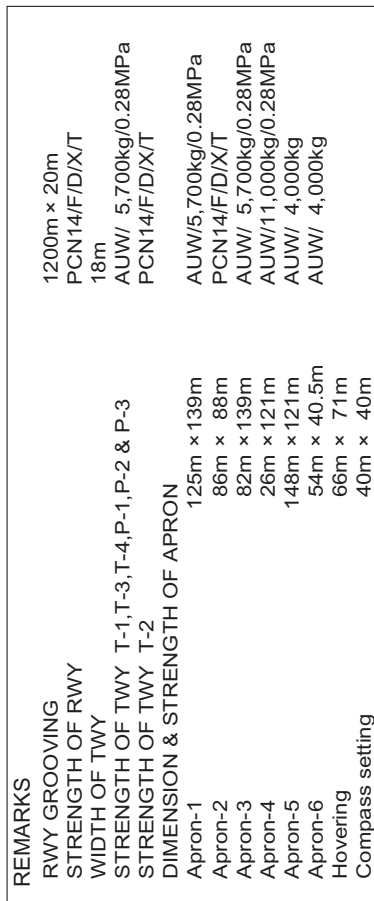 REMARKS
RWY GROOVING 1200m × 20m
STRENGTH OF RWY PCN14/F/D/X/T
WIDTH OF TWY 18m
STRENGTH OF TWY T-1,T-3,T-4,P-1,P-2 & P-3 AUW/ 5,700kg/0.28MPa
STRENGTH OF TWY T-2 PCN14/F/D/X/T
DIMENSION & STRENGTH OF APRON
Apron-1 125m ×139m AUW/5,700kg/0.28MPa
Apron-2 86m × 88m PCN14/F/D/X/T
Apron-3 82m ×139m AUW/ 5,700kg/0.28MPa
Apron-4 26m ×121m AUW/11,000kg/0.28MPa
Apron-5 148m ×121m AUW/ 4,000kg
Apron-6 54m × 40.5m AUW/ 4,000kg
Hovering 66m × 71m
Compass setting 40m × 40m